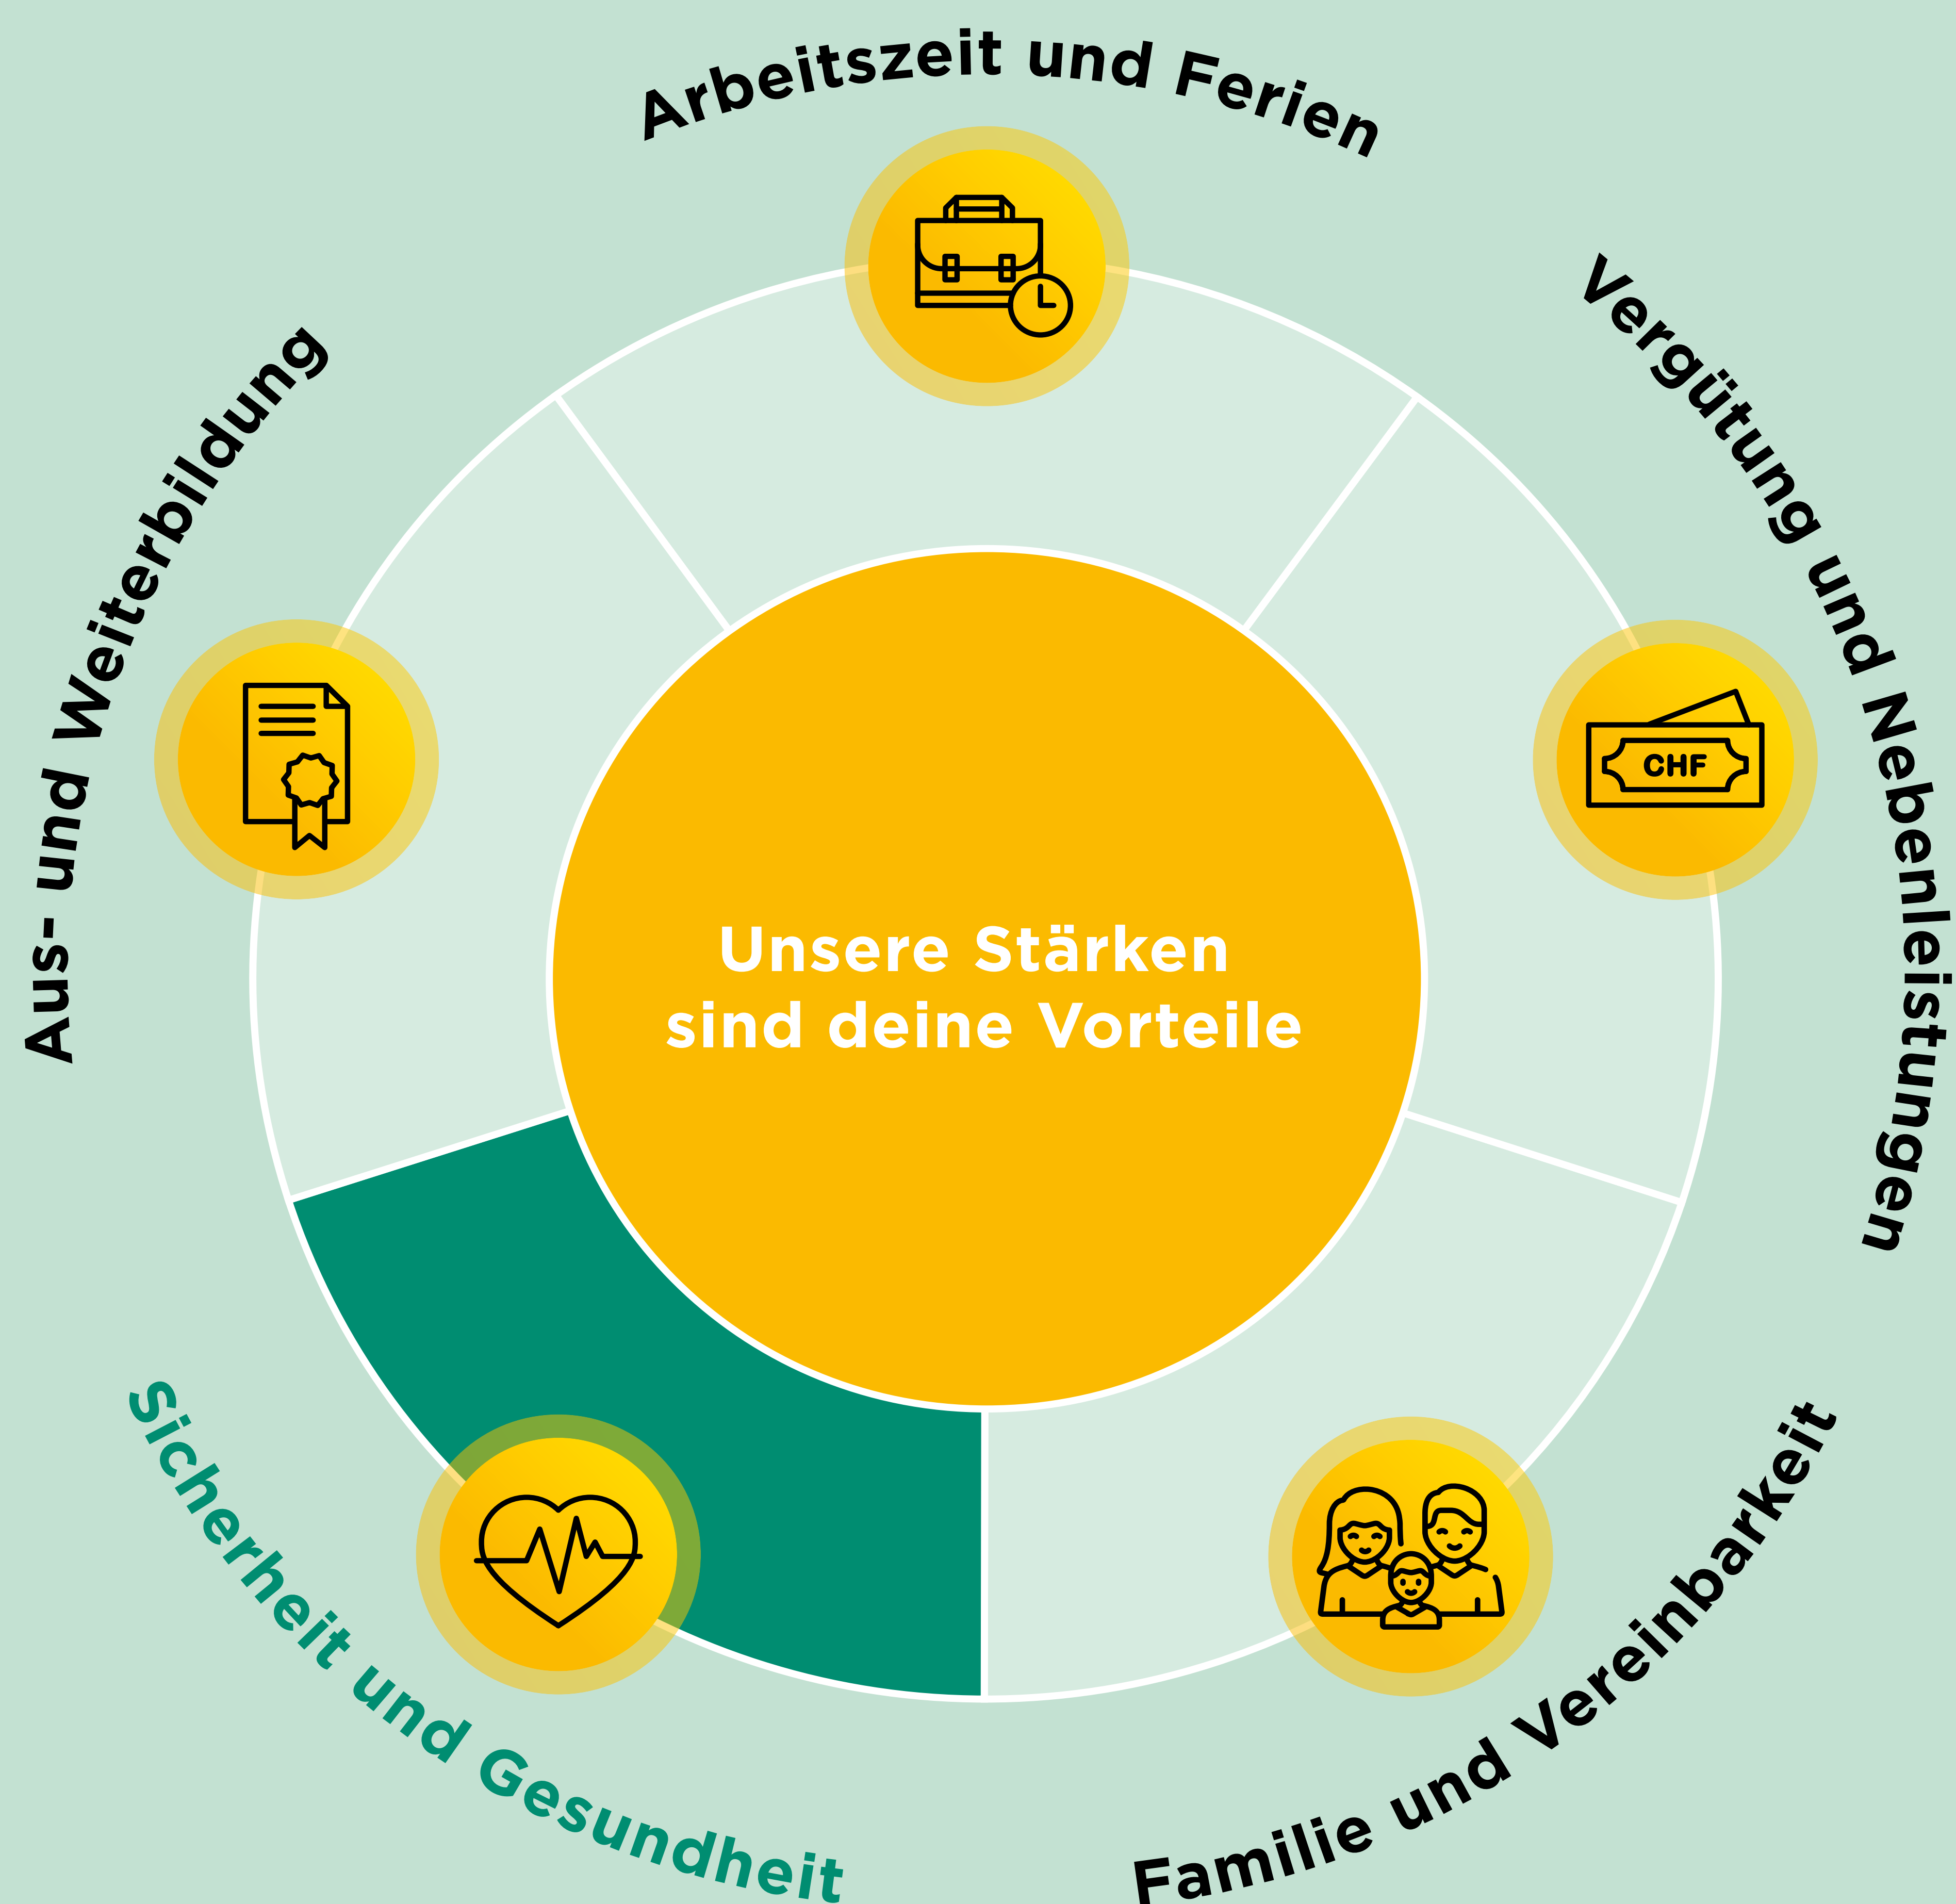 Arbeitszeit und Ferien
Vergütung und Nebenleistungen
Aus- und Weiterbildung
CHF
Unsere Stärken
sind deine Vorteile
Sicherheit und Gesundheit
Familie und Vereinbarkeit